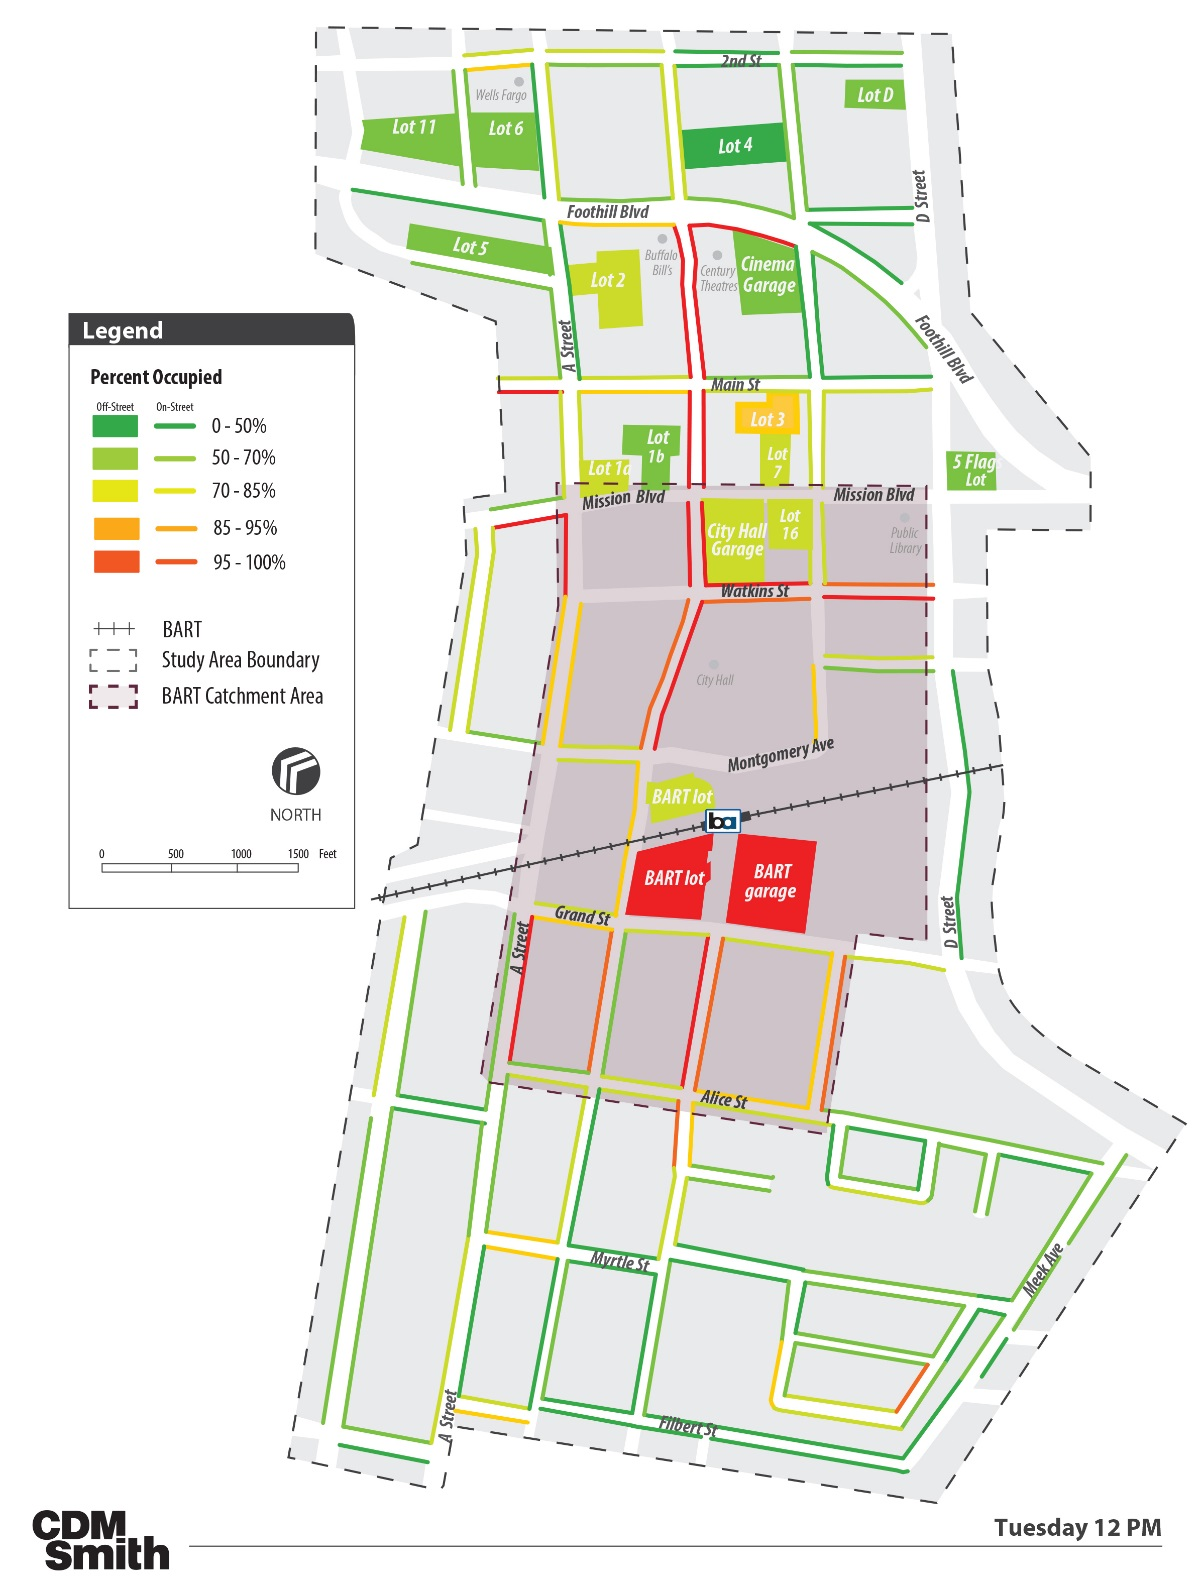 2nd St
Wells Fargo
Lot D
Lot 11
Lot 6
Lot 4
D Street
Foothill Blvd
Lot 5
Buffalo
Bill's
Century
Theatres
Cinema
Garage
Lot 2
A Street
Foothill Blvd
Main St
Lot 3
Lot
1b
Lot 1a
Lot
7
5 Flags
Lot
Mission Blvd
Mission Blvd
City Hall
Garage
Lot
16
Public
Library
Watkins St
City Hall
Montgomery Ave
BART lot
ba
BART lot
BART
garage
Grand St
A Street
D Street
Alice St
Myrtle St
Meek Ave
A Street
Filbert St
Legend
Percent Occupied
Off-Street
On-Street
0 - 50%
50 - 70%
70 - 85%
85 - 95%
95 - 100%
BART
Study Area Boundary
BART Catchment Area
NORTH
0 500 1000 1500 Feet
CDM
Smith
Tuesday 12 PM